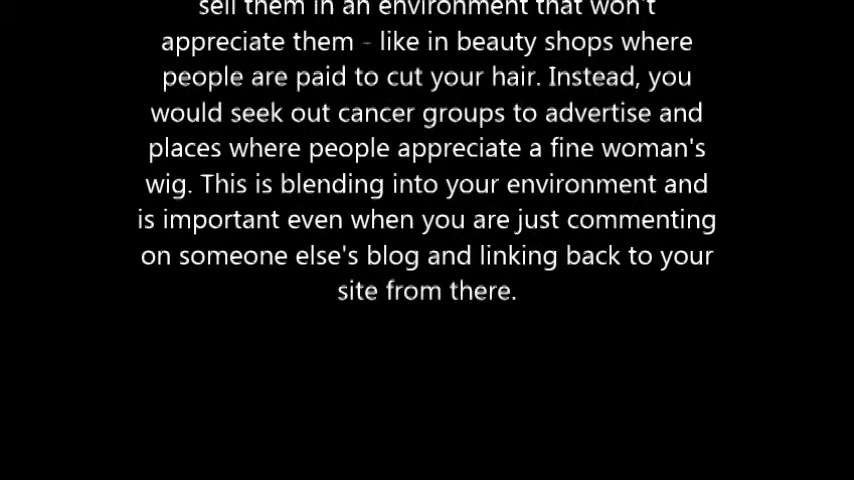 sell them in an environment that won't
appreciate them - like in beauty shops where
people are paid to cut your hair. Instead, you
would seek out cancer groups to advertise and
places where people appreciate a fine woman's
wig. This is blending into your environment and
is important even when you are just commenting
on someone else's blog and linking back to your
site from there.